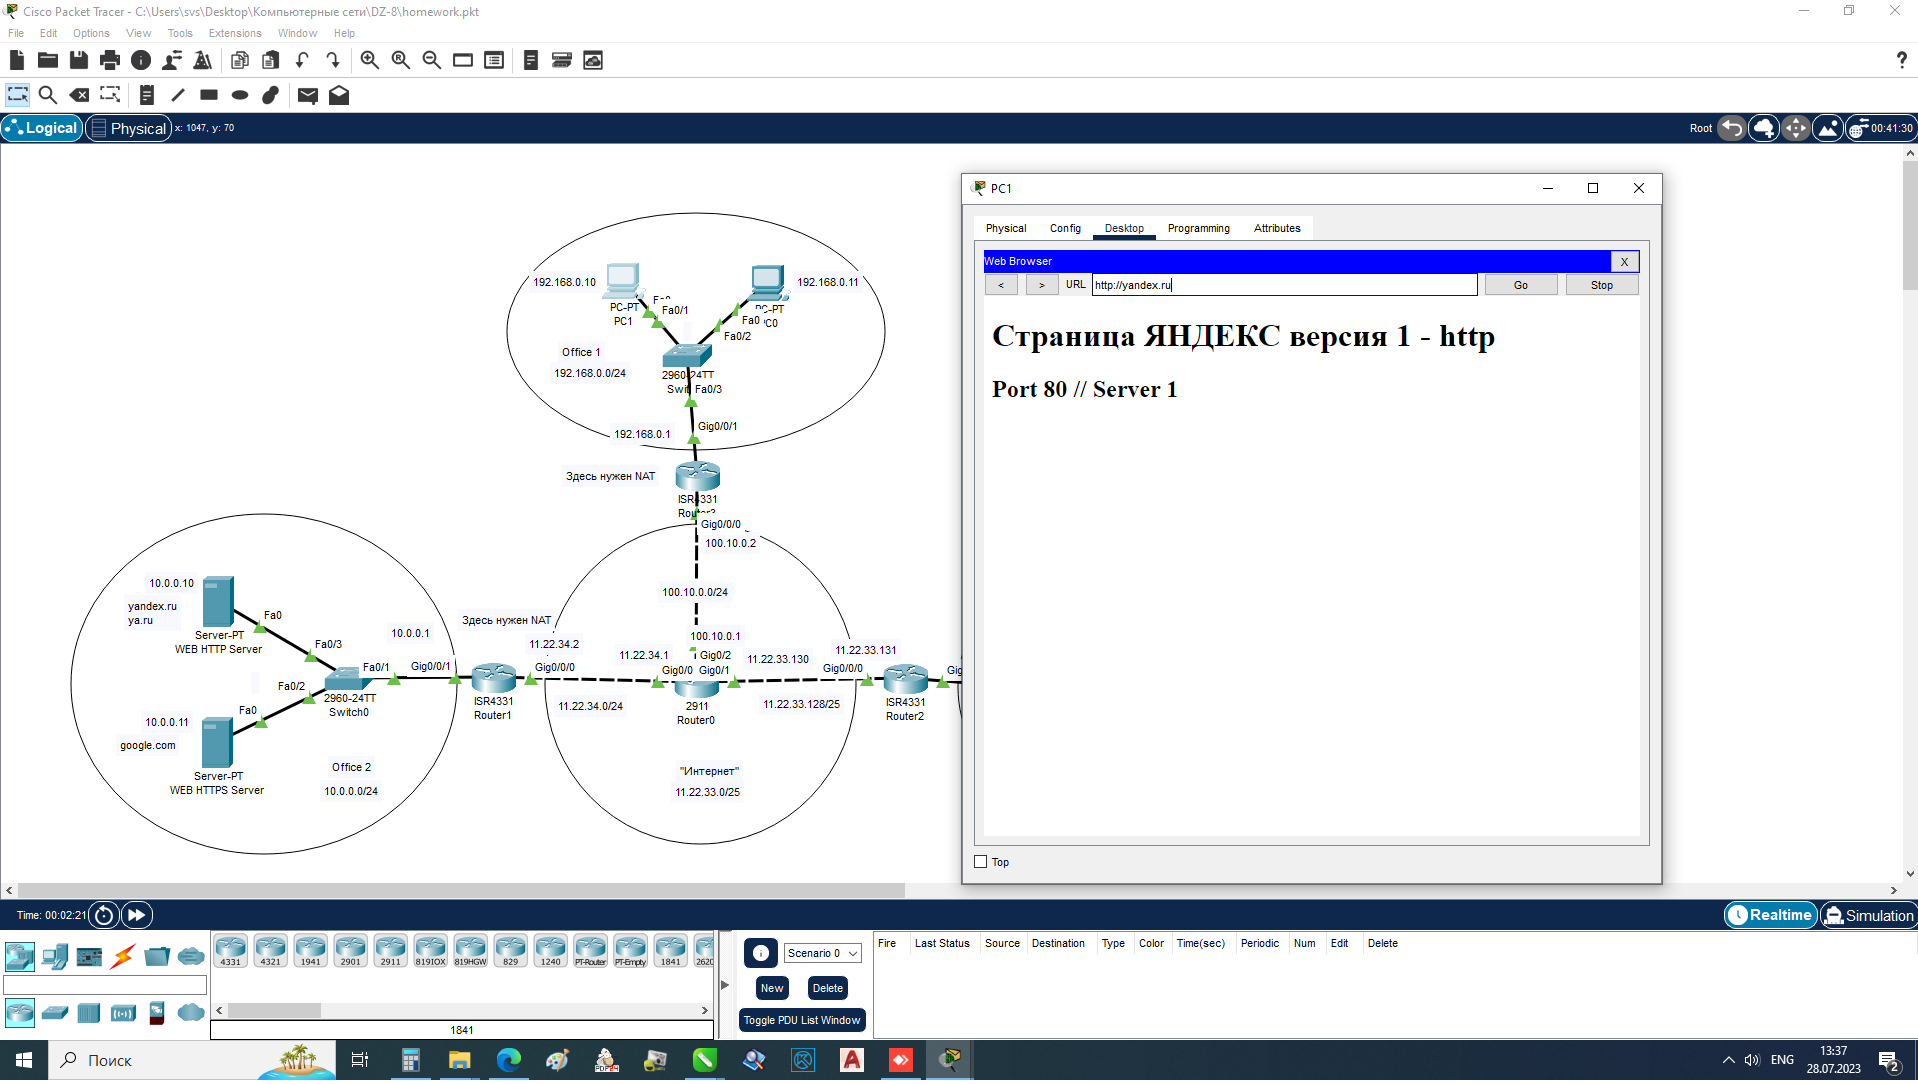 Cisco Packet Tracer - C:\Users\svs\Desktop\Компьютерные сети\DZ-8\homework.pkt
File Edit Options View Tools Extensions Window Help
Logical Physical x: 1047, y: 70 Root 00:41:30
PC1
Physical Config Desktop Programming Attributes
Web Browser X
< > URL http://yandex.ru Go Stop
Страница ЯНДЕКС версия 1 - http
Port 80 // Server 1
Top
192.168.0.10
192.168.0.11
PC-PT
PC1
Fa0/1
Fa0
Fa0/2
Office 1
192.168.0.0/24
2960-24TT
Fa0/3
192.168.0.1
Gig0/0/1
Здесь нужен NAT
ISR4331
Gig0/0/0
100.10.0.2
100.10.0.0/24
100.10.0.1
10.0.0.10
yandex.ru
ya.ru
Fa0
Server-PT
WEB HTTP Server
Fa0/3
10.0.0.1
Fa0/1
Gig0/0/1
Fa0/2
2960-24TT
Switch0
10.0.0.11
Fa0
google.com
Server-PT
WEB HTTPS Server
Office 2
10.0.0.0/24
Здесь нужен NAT
11.22.34.2
Gig0/0/0
ISR4331
Router1
11.22.34.1
Gig0/0
Gig0/2
Gig0/1
11.22.34.0/24
2911
Router0
11.22.33.130
11.22.33.131
Gig0/0/0
11.22.33.128/25
ISR4331
Router2
"Интернет"
11.22.33.0/25
Time: 00:02:21 Realtime Simulation
4331 4321 1941 2901 2911 819IOX 819HGW 829 1240 PT-Router PT-Empty 1841
1841
Scenario 0
New Delete
Toggle PDU List Window
Fire Last Status Source Destination Type Color Time(sec) Periodic Num Edit Delete
Поиск
ENG
13:37
28.07.2023
2